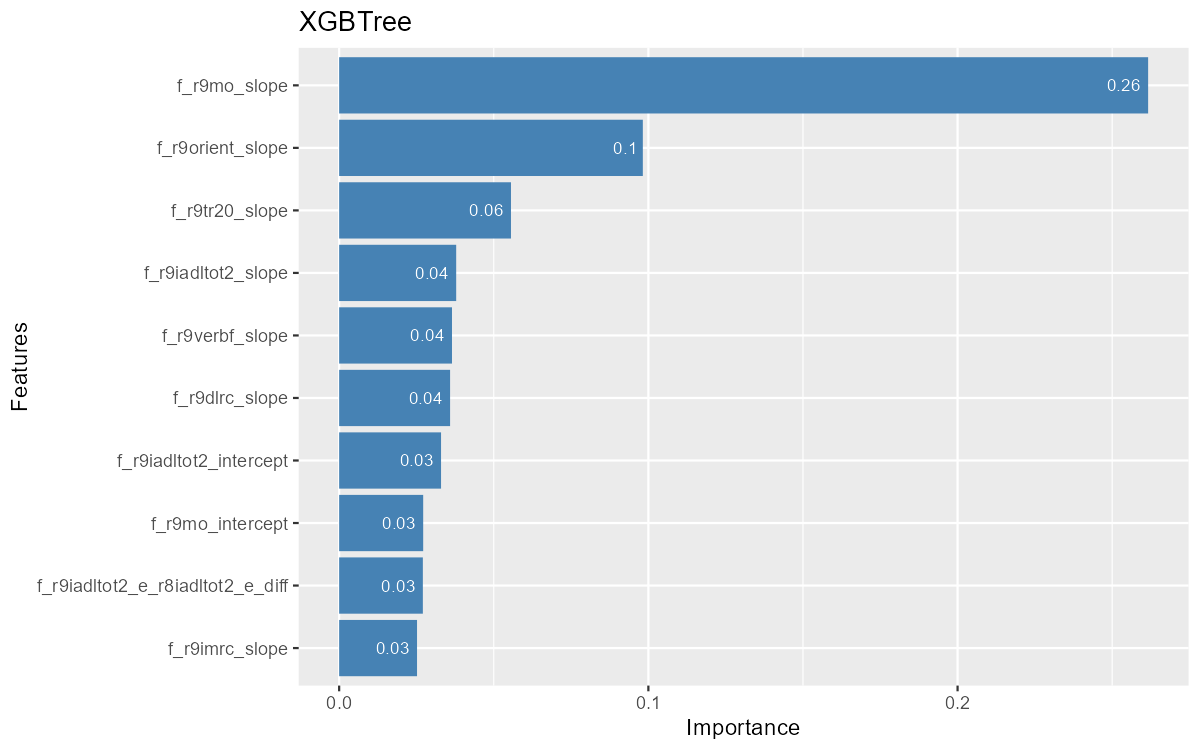 XGBTree
f_r9mo_slope
0.26
f_r9orient_slope
0.1
f_r9tr20_slope
0.06
f_r9iadltot2_slope
0.04
f_r9verbf_slope
0.04
f_r9dlrc_slope
0.04
f_r9iadltot2_intercept
0.03
f_r9mo_intercept
0.03
f_r9iadltot2_e_r8iadltot2_e_diff
0.03
f_r9imrc_slope
0.03
Features
0.0 0.1 0.2
Importance